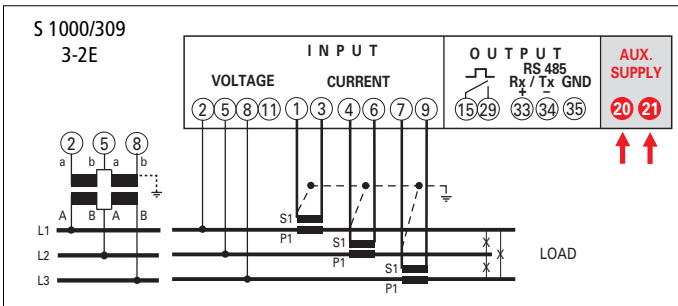 S 1000/309
3-2E
INPUT
OUTPUT
AUX.
SUPPLY
VOLTAGE
CURRENT
RS 485
Rx / Tx GND
+ −
2 5 8 11 1 3 4 6 7 9 15 29 33 34 35 20 21
2 5 8
a b a b
A B A B
S1
P1
S1
P1
S1
P1
L1
L2
L3
X
X
X
LOAD